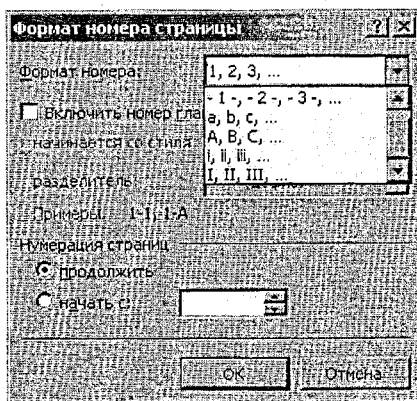 Формат номера страницы
Формат номера: 1, 2, 3, ...
Включить номер гла
- 1 -, - 2 -, - 3 -, ...
a, b, c, ...
A, B, C, ...
i, ii, iii, ...
I, II, III, ...
начинается со стиля
разделитель:
Примеры: 1-1, 1-A
Нумерация страниц
продолжить
начать с:
ОК
Отмена